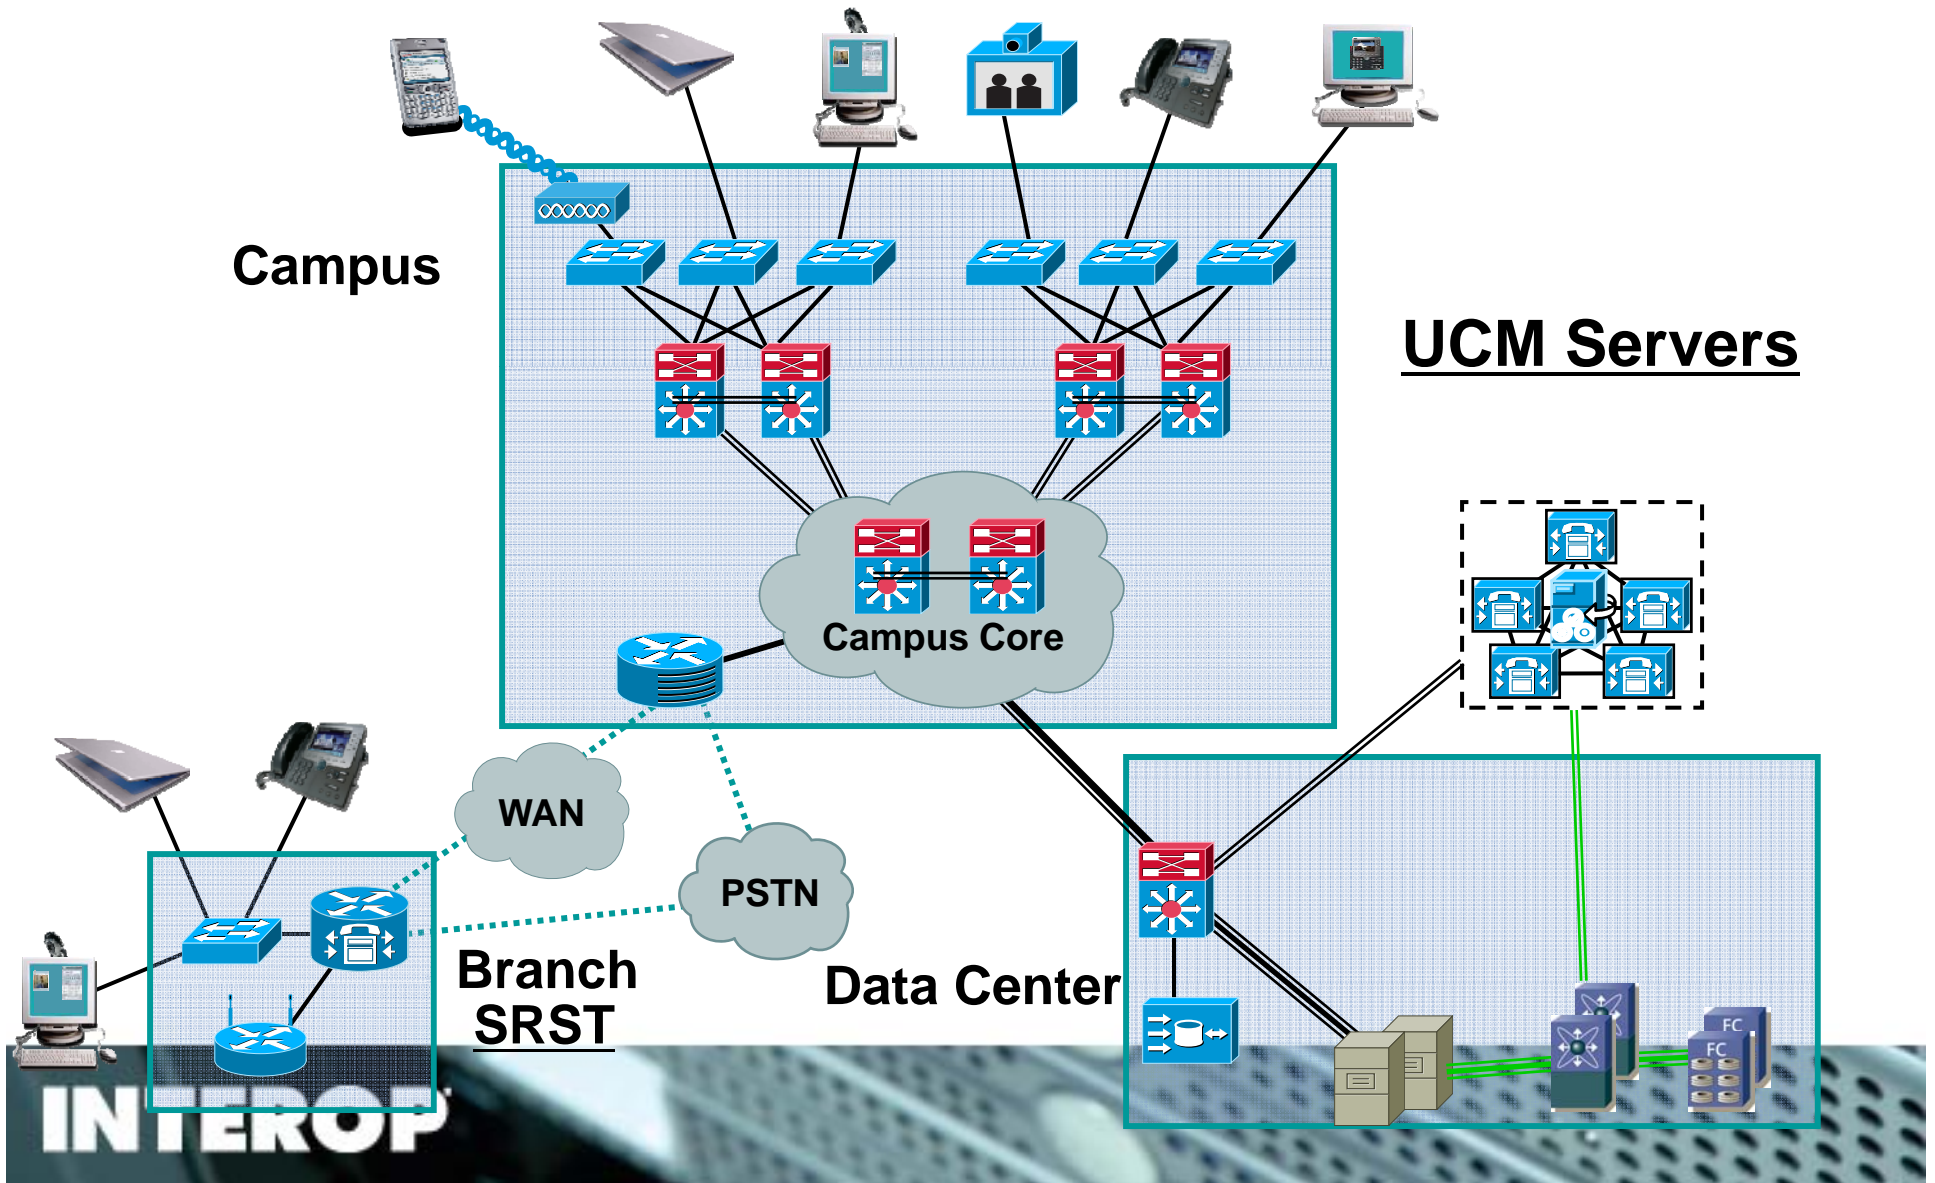 Campus
UCM Servers
Campus Core
WAN
PSTN
Branch
SRST
Data Center
FC
FC
INTEROP